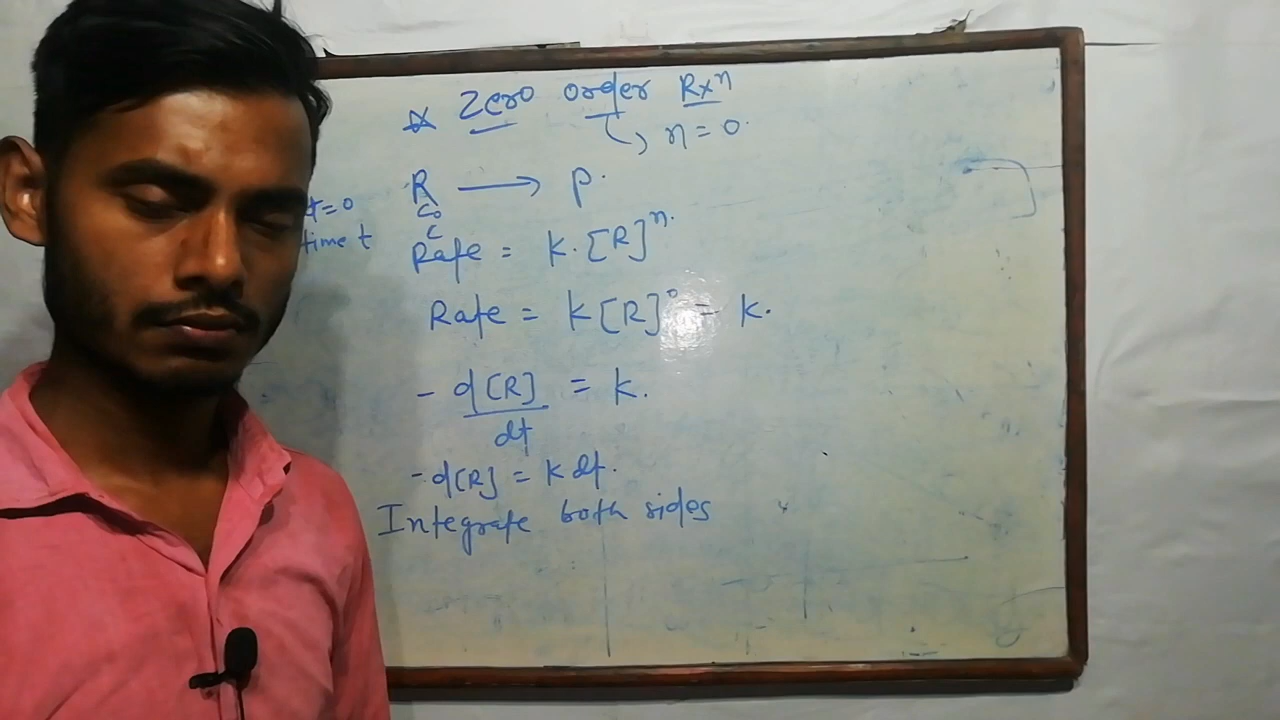 ☆ Zero order Rxⁿ
↳ n = 0.
R ⟶ P.
t=0 C₀
time t C
Rate = k.[R]ⁿ.
Rate = k[R]⁰ = k.
- d[R]/dt = k.
-d[R] = k dt.
Integrate both sides